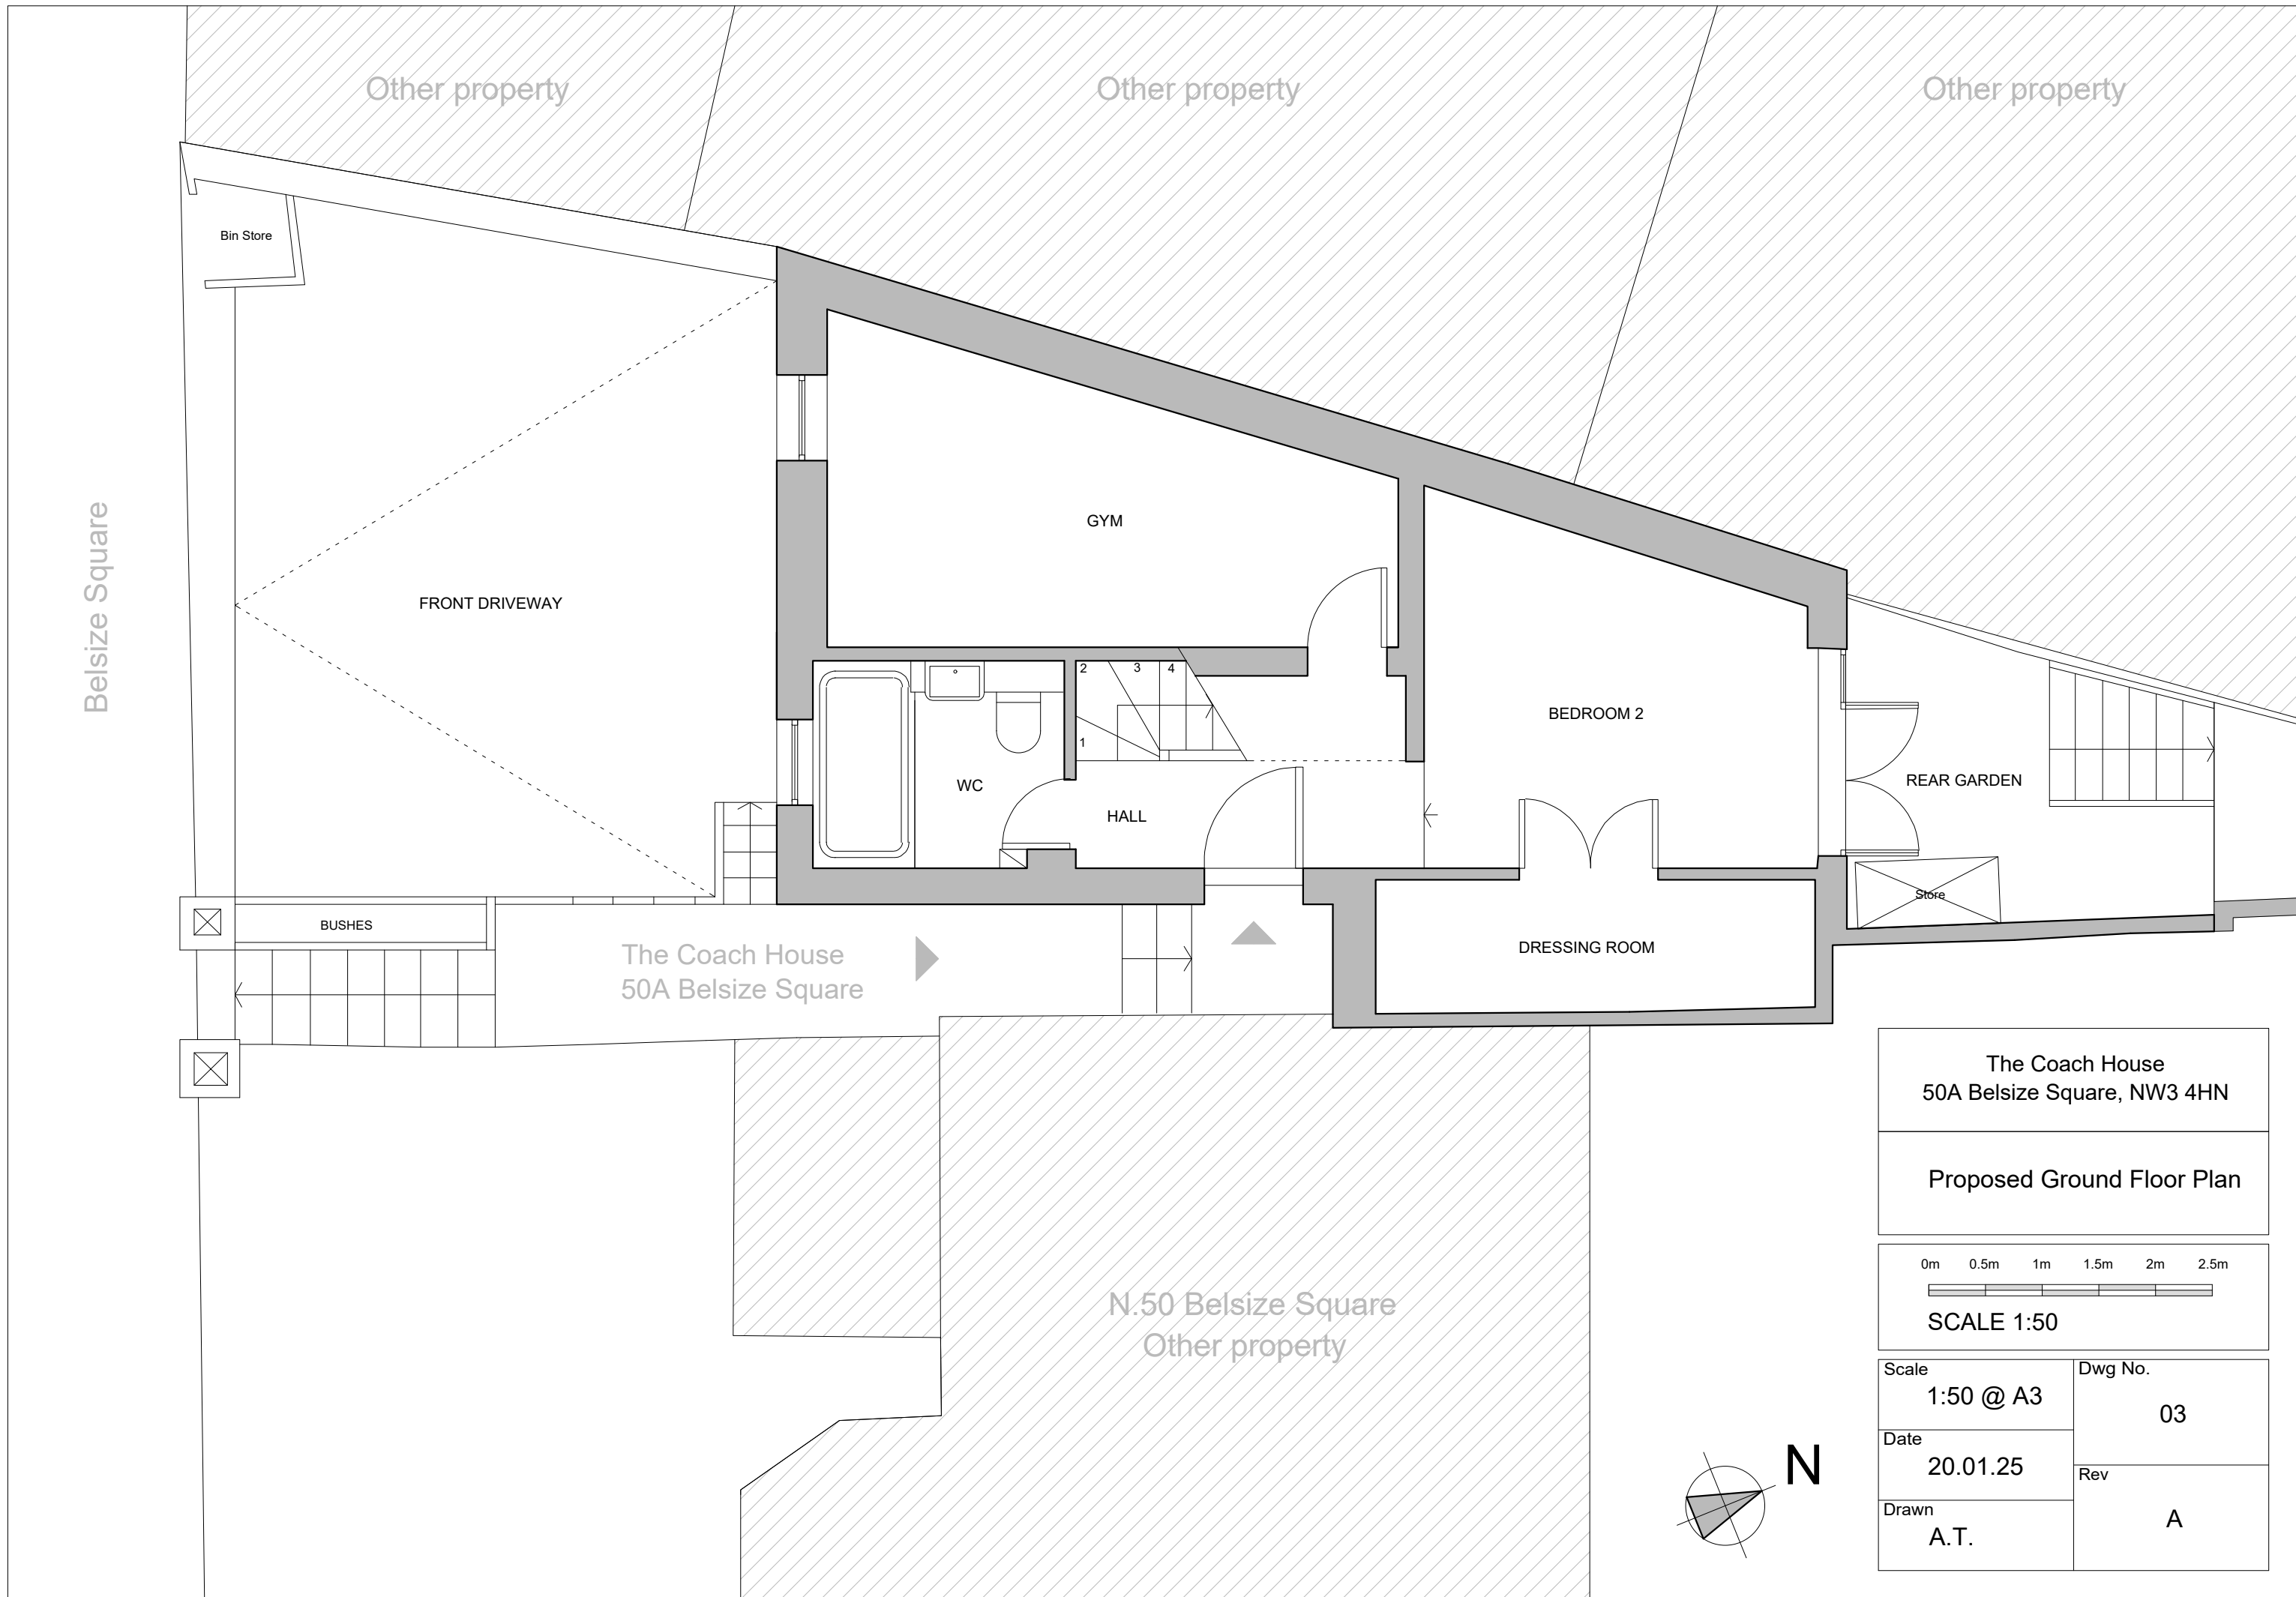 Other property
Other property
Other property
Bin Store
Belsize Square
GYM
FRONT DRIVEWAY
2
3
4
1
BEDROOM 2
WC
HALL
REAR GARDEN
Store
BUSHES
The Coach House
50A Belsize Square
DRESSING ROOM
The Coach House
50A Belsize Square, NW3 4HN
Proposed Ground Floor Plan
0m 0.5m 1m 1.5m 2m 2.5m
SCALE 1:50
N.50 Belsize Square
Other property
N
Scale
1:50 @ A3
Dwg No.
03
Date
20.01.25
Rev
A
Drawn
A.T.